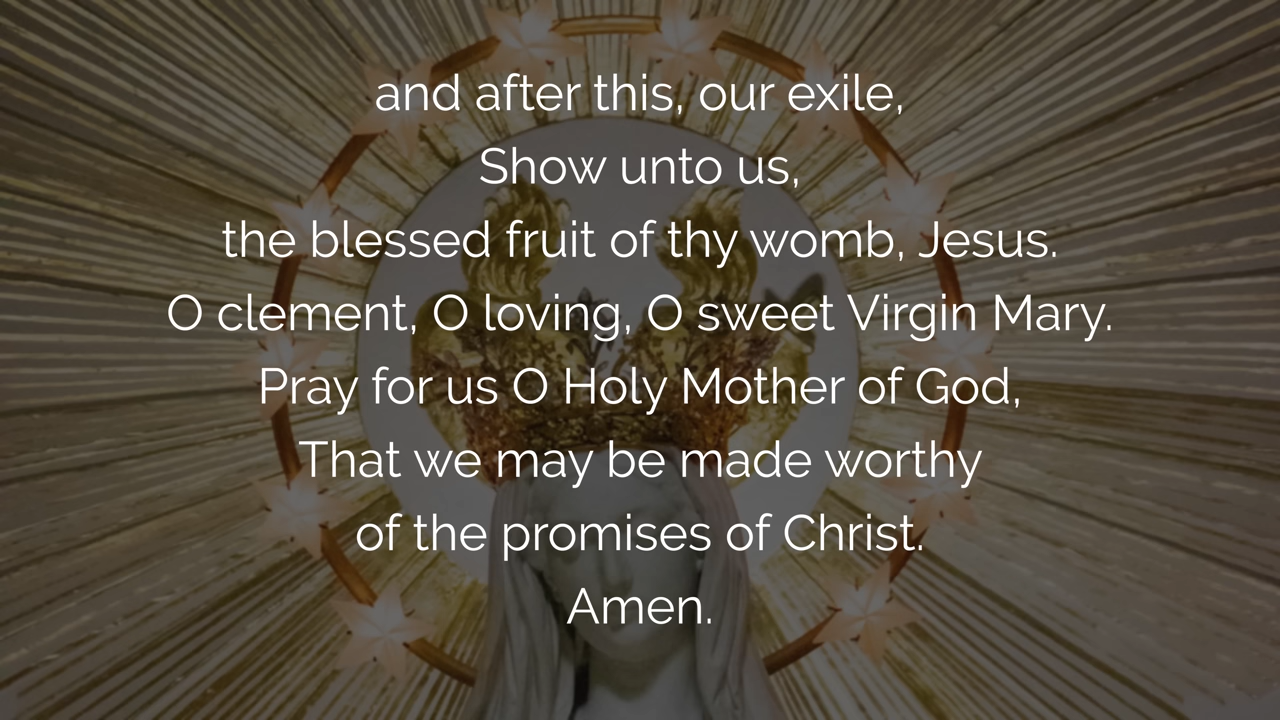 and after this, our exile,
Show unto us,
the blessed fruit of thy womb, Jesus.
O clement, O loving, O sweet Virgin Mary.
Pray for us O Holy Mother of God,
That we may be made worthy
of the promises of Christ.
Amen.